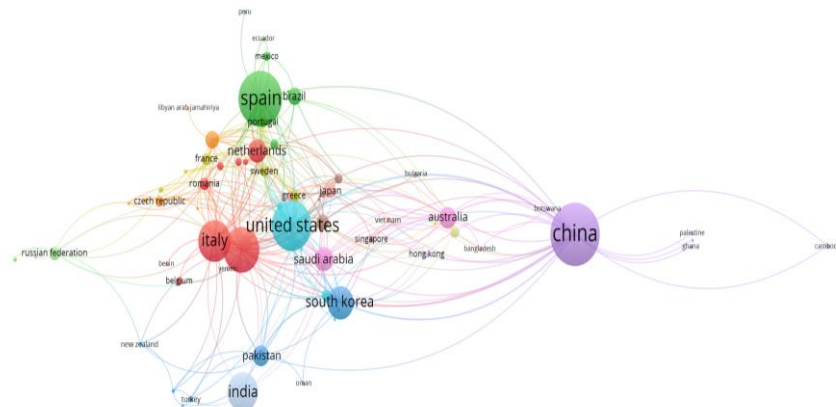 peru
ecuador
mexico
spain
brazil
libyan arab jamahiriya
portugal
netherlands
france
sweden
romania
japan
bulgaria
greece
czech republic
botswana
australia
vietnam
united states
china
italy
singapore
palestine
ghana
bangladesh
hong kong
russian federation
saudi arabia
benin
yemen
belgium
south korea
new zealand
pakistan
oman
india
turkey